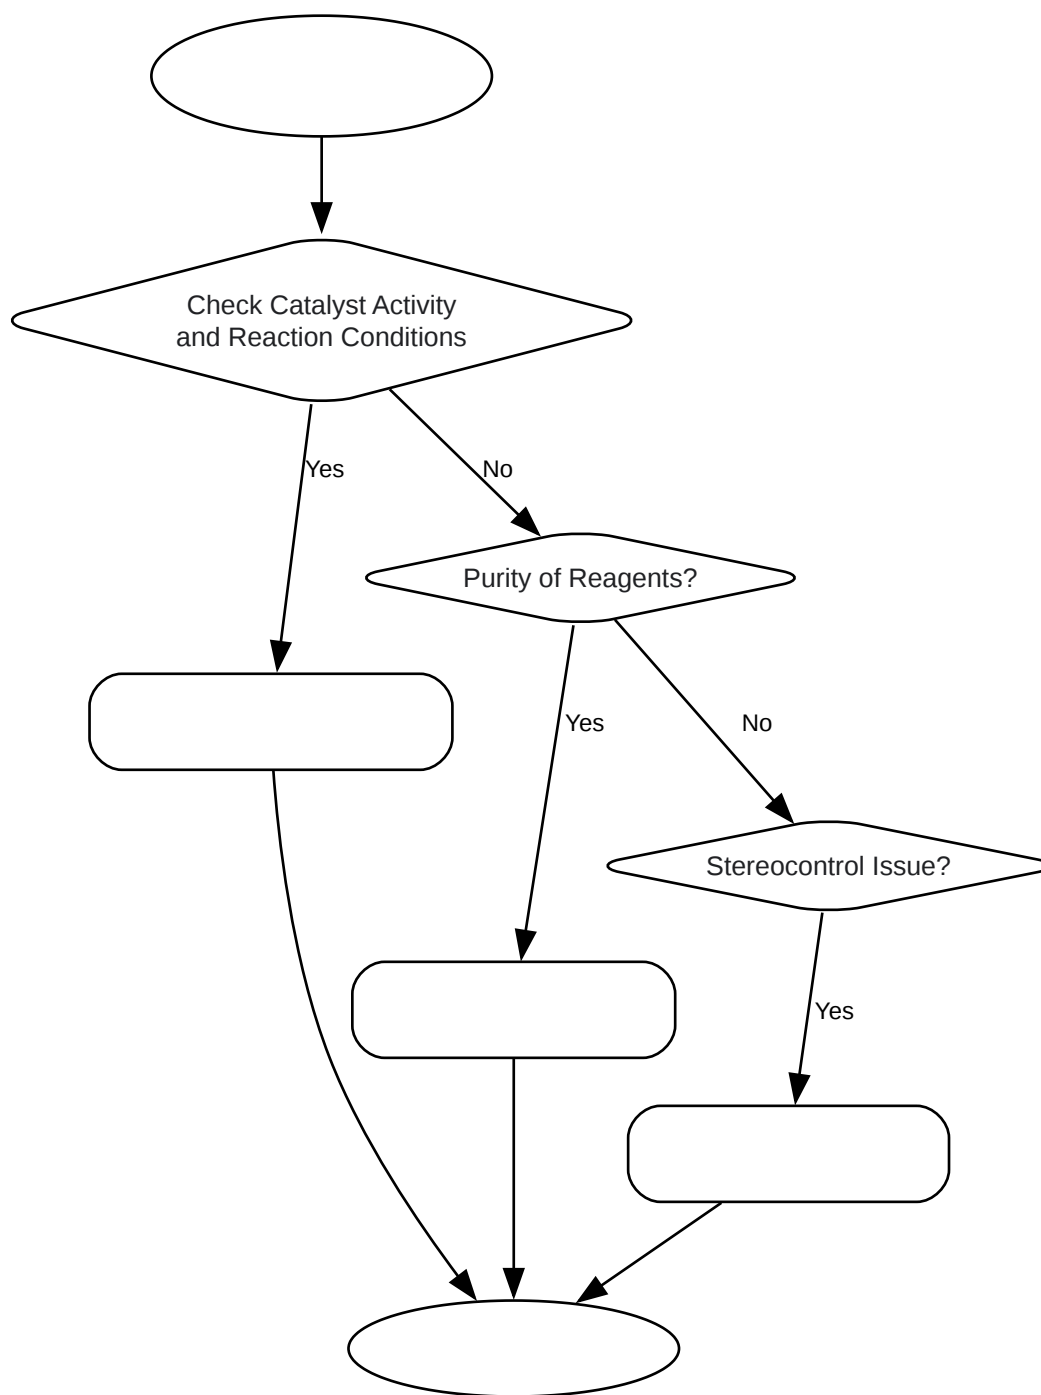 Check Catalyst Activity
and Reaction Conditions
Yes
No
Purity of Reagents?
Yes
No
Stereocontrol Issue?
Yes